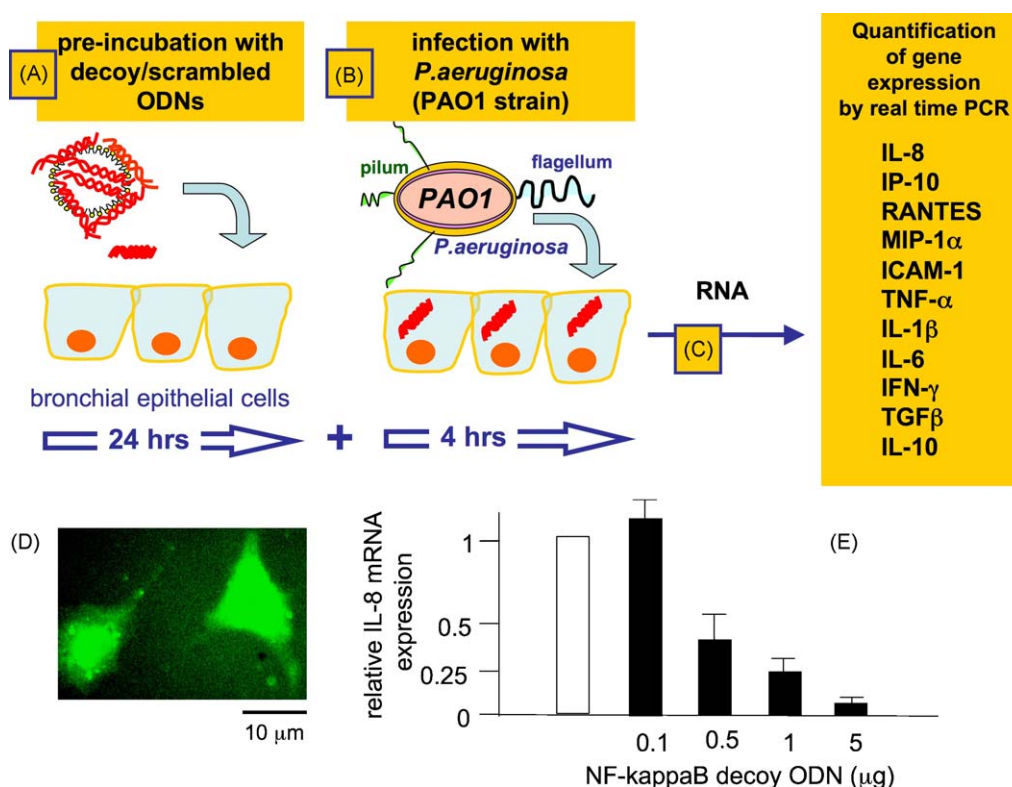 (A)
pre-incubation with
decoy/scrambled
ODNs
(B)
infection with
P.aeruginosa
(PAO1 strain)
Quantification
of gene
expression
by real time PCR
pilum
flagellum
PAO1
P.aeruginosa
IL-8
IP-10
RANTES
MIP-1α
ICAM-1
TNF-α
IL-1β
IL-6
IFN-γ
TGFβ
IL-10
RNA
(C)
bronchial epithelial cells
24 hrs
+
4 hrs
(D)
10 μm
(E)
relative IL-8 mRNA
expression
1
0.5
0.25
0
0.1
0.5
1
5
NF-kappaB decoy ODN (μg)